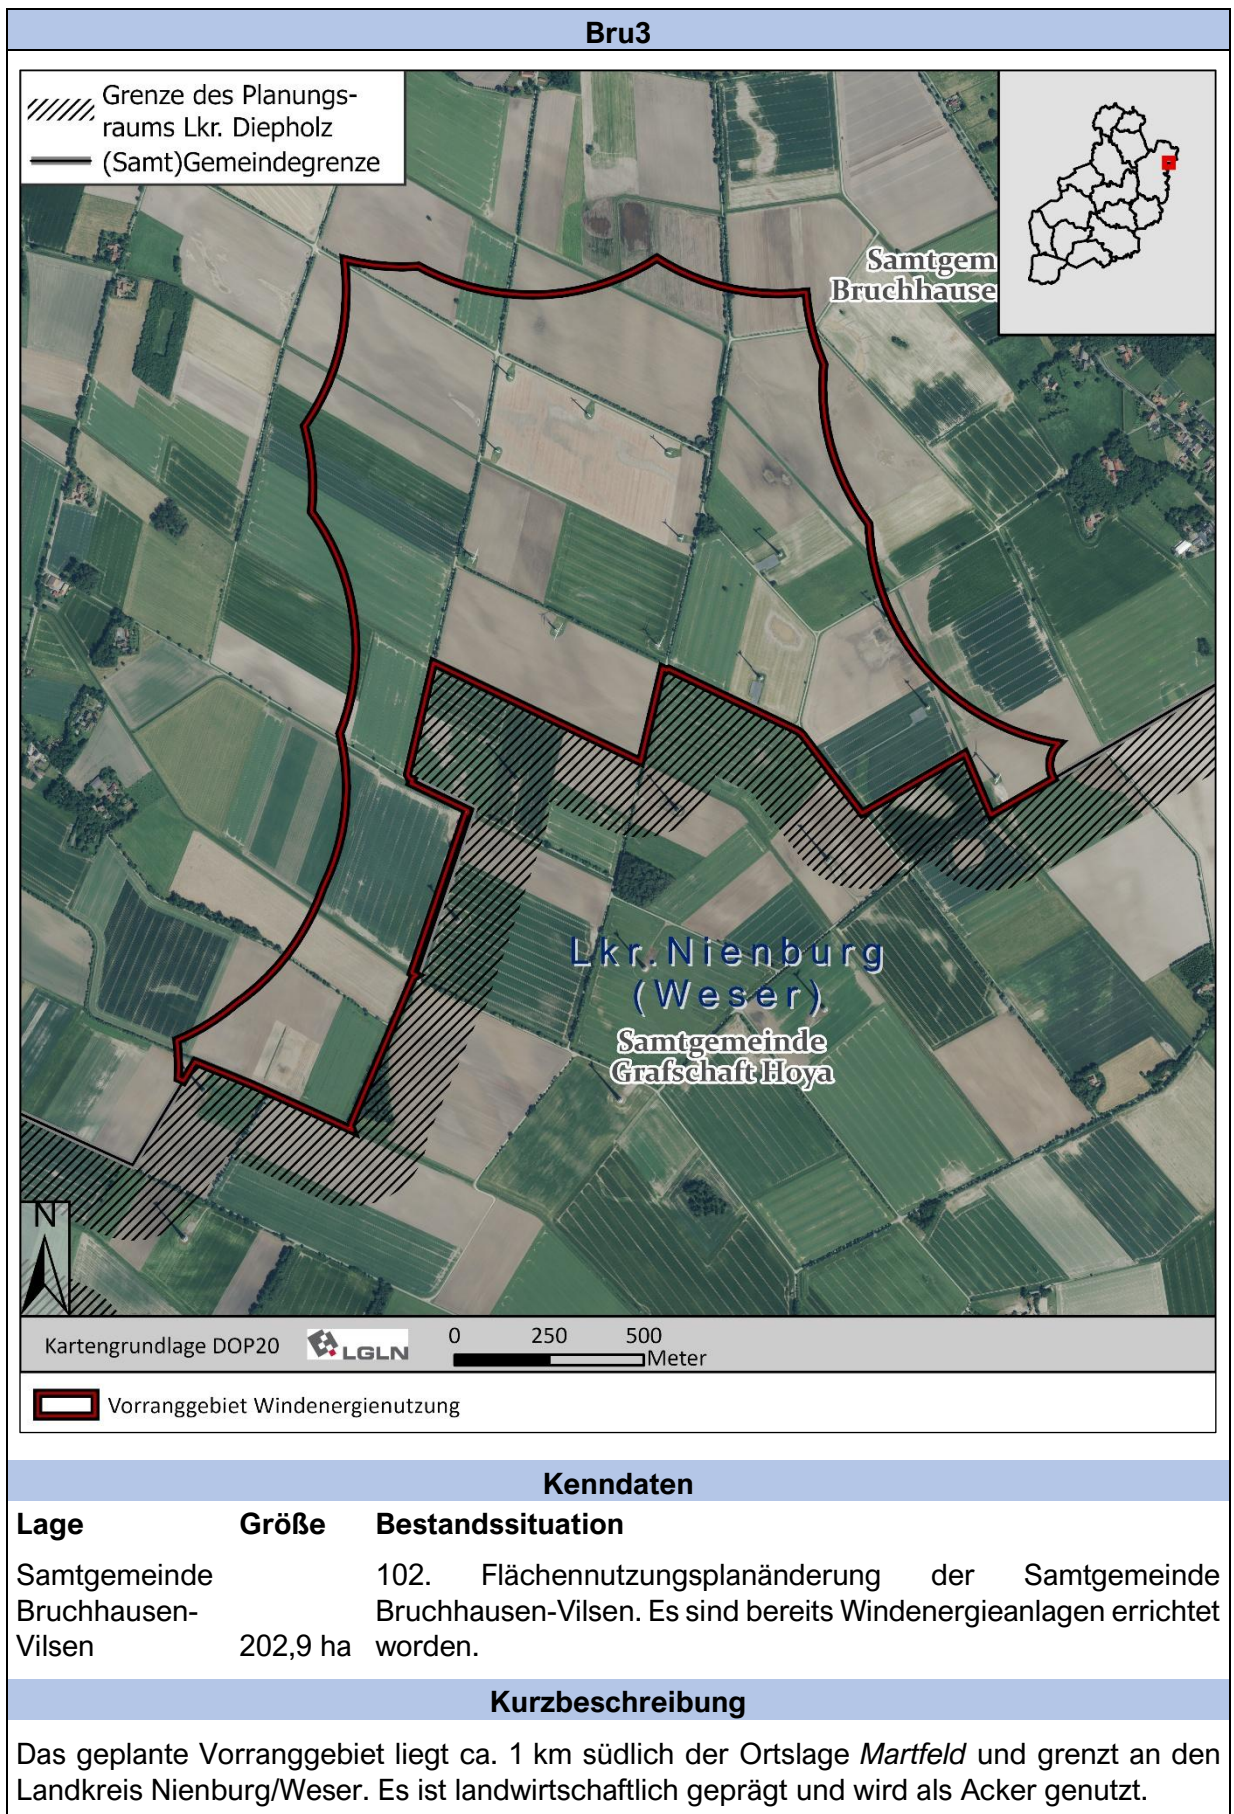 Bru3
Grenze des Planungs-
raums Lkr. Diepholz
(Samt)Gemeindegrenze
Samtgem
Bruchhause
Lkr. Nienburg
(Weser)
Samtgemeinde
Grafschaft Hoya
N
Kartengrundlage DOP20
LGLN
0 250 500
Meter
Vorranggebiet Windenergienutzung
Kenndaten
Lage Größe Bestandssituation
Samtgemeinde 102. Flächennutzungsplanänderung der Samtgemeinde
Bruchhausen- Bruchhausen-Vilsen. Es sind bereits Windenergieanlagen errichtet
Vilsen 202,9 ha worden.
Kurzbeschreibung
Das geplante Vorranggebiet liegt ca. 1 km südlich der Ortslage Martfeld und grenzt an den
Landkreis Nienburg/Weser. Es ist landwirtschaftlich geprägt und wird als Acker genutzt.